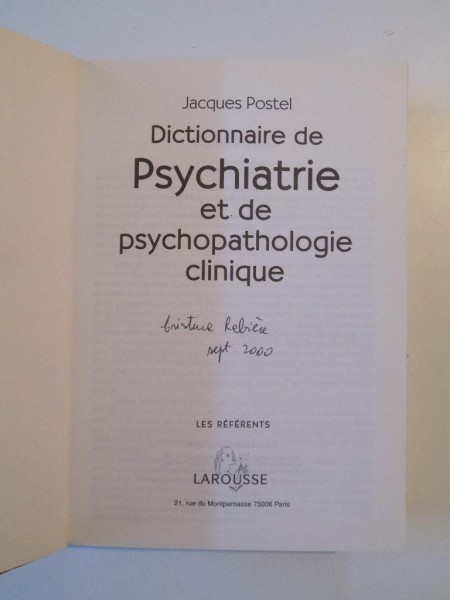 Jacques Postel
Dictionnaire de
Psychiatrie
et de
psychopathologie
clinique
sept 2000
LES RÉFÉRENTS
LAROUSSE
21, rue du Montparnasse 75006 Paris